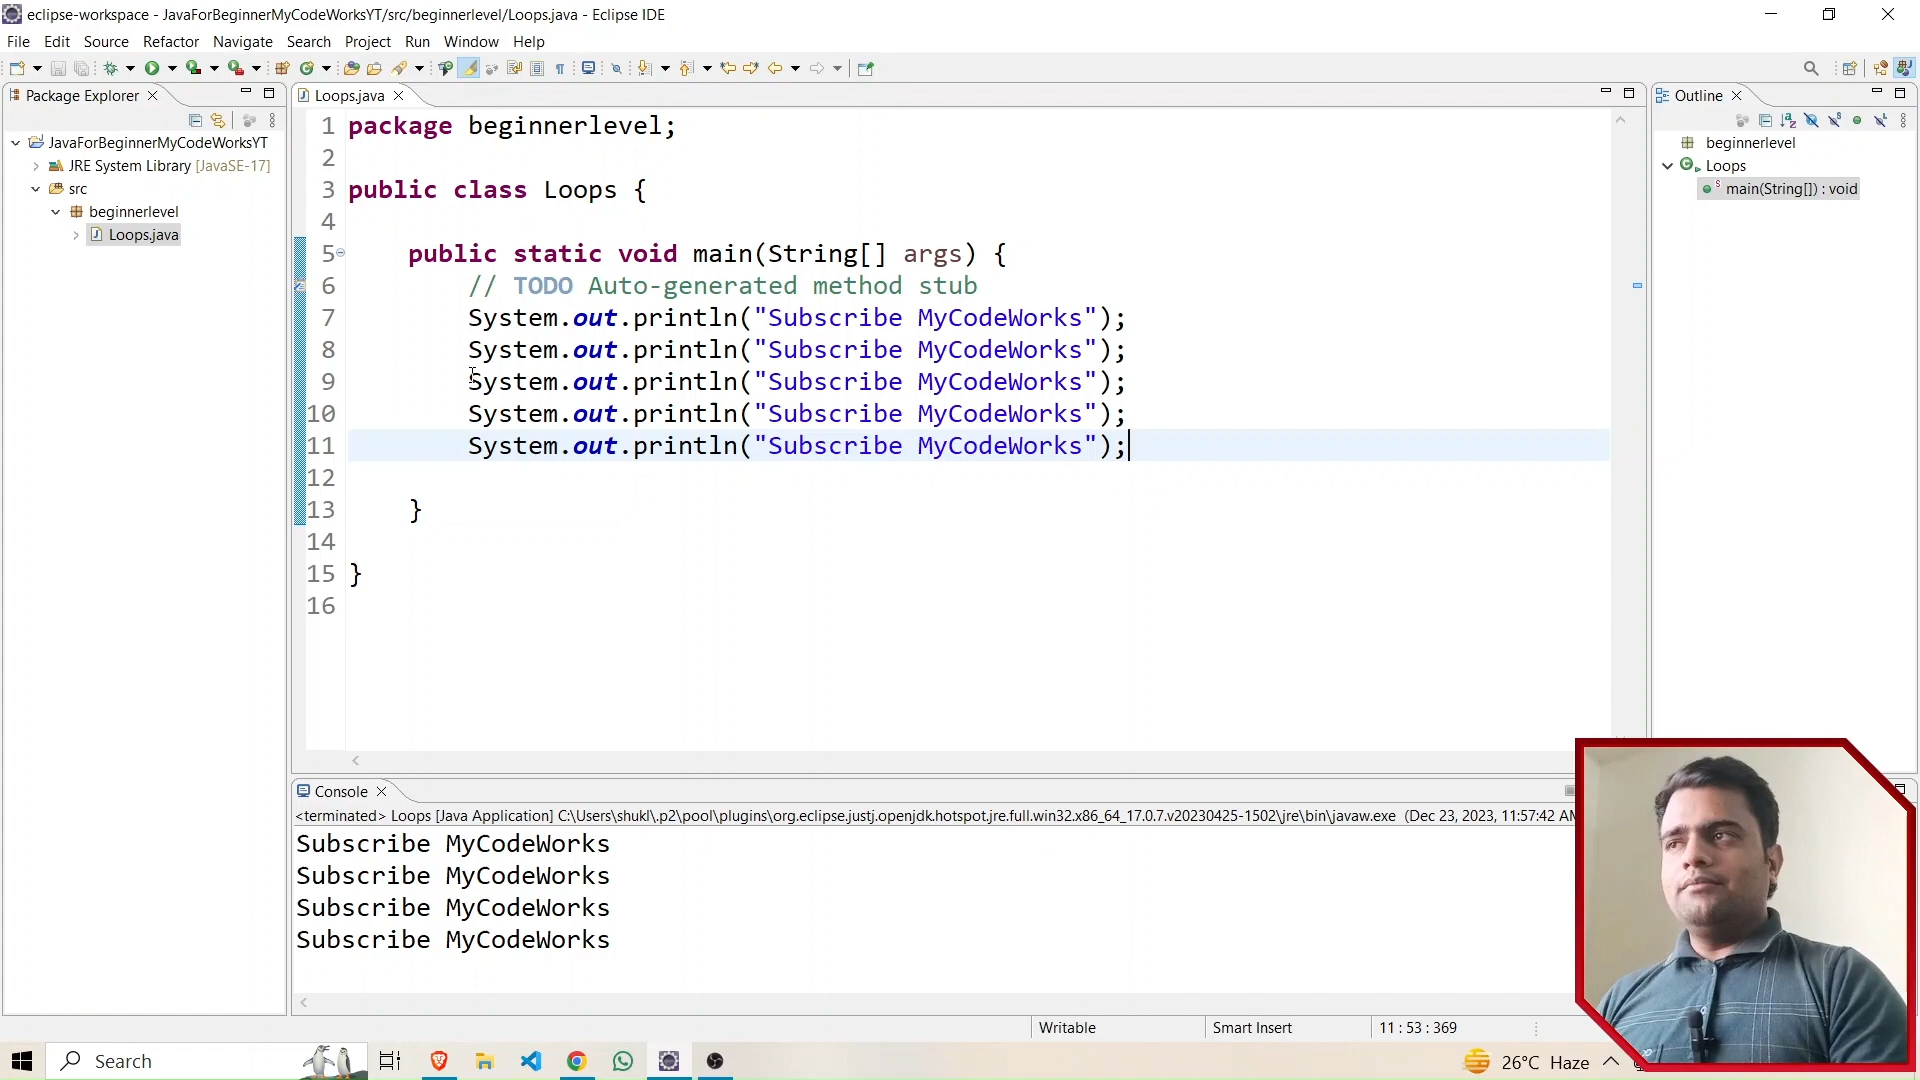 eclipse-workspace - JavaForBeginnerMyCodeWorksYT/src/beginnerlevel/Loops.java - Eclipse IDE
File Edit Source Refactor Navigate Search Project Run Window Help
Package Explorer
JavaForBeginnerMyCodeWorksYT
JRE System Library [JavaSE-17]
src
beginnerlevel
Loops.java
Loops.java
1 package beginnerlevel;
2
3 public class Loops {
4
5 public static void main(String[] args) {
6 // TODO Auto-generated method stub
7 System.out.println("Subscribe MyCodeWorks");
8 System.out.println("Subscribe MyCodeWorks");
9 System.out.println("Subscribe MyCodeWorks");
10 System.out.println("Subscribe MyCodeWorks");
11 System.out.println("Subscribe MyCodeWorks");
12
13 }
14
15 }
16
Outline
beginnerlevel
Loops
main(String[]) : void
Console
<terminated> Loops [Java Application] C:\Users\shukl\.p2\pool\plugins\org.eclipse.justj.openjdk.hotspot.jre.full.win32.x86_64_17.0.7.v20230425-1502\jre\bin\javaw.exe (Dec 23, 2023, 11:57:42 AM
Subscribe MyCodeWorks
Subscribe MyCodeWorks
Subscribe MyCodeWorks
Subscribe MyCodeWorks
Writable Smart Insert 11 : 53 : 369
Search
26°C Haze